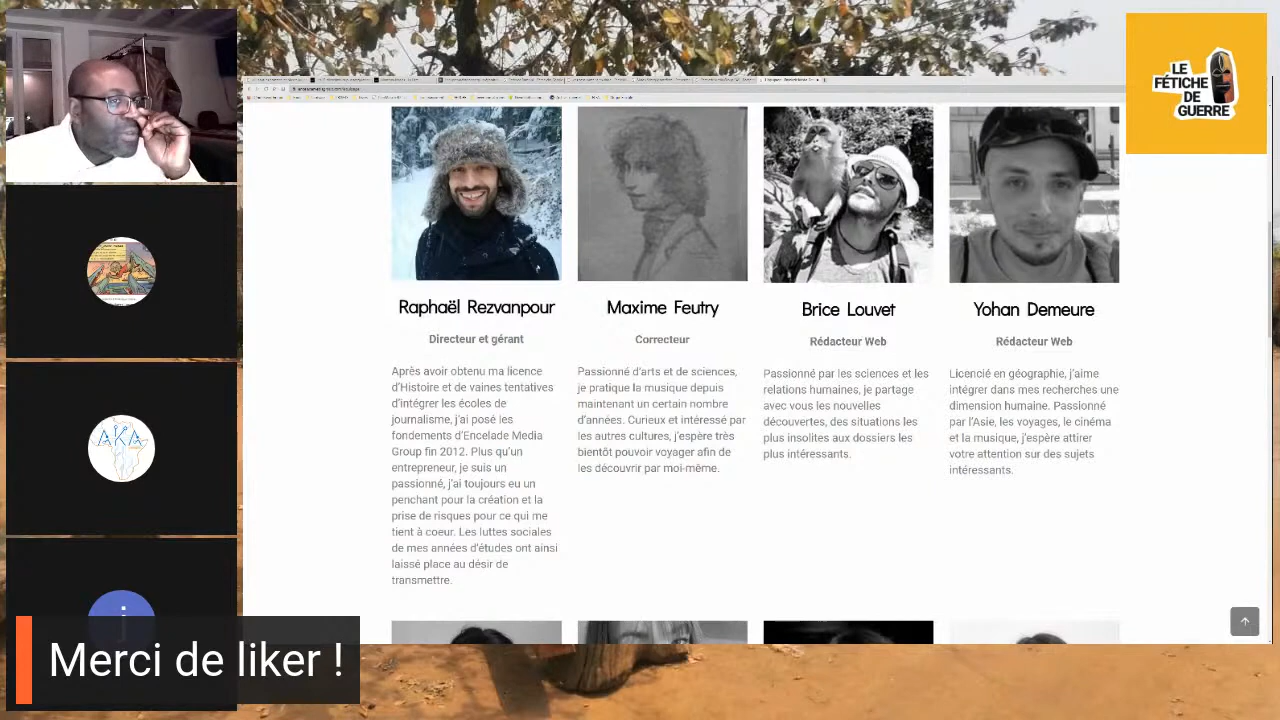 LE
FÉTICHE
DE
GUERRE
AKA
i
Merci de liker !
Raphaël Rezvanpour
Directeur et gérant
Après avoir obtenu ma licence
d'Histoire et de vaines tentatives
d'intégrer les écoles de
journalisme, j'ai posé les
fondements d'Encelade Media
Group fin 2012. Plus qu'un
entrepreneur, je suis un
passionné, j'ai toujours eu un
penchant pour la création et la
prise de risques pour ce qui me
tient à coeur. Les luttes sociales
de mes années d'études ont ainsi
laissé place au désir de
transmettre.
Maxime Feutry
Correcteur
Passionné d'arts et de sciences,
je pratique la musique depuis
maintenant un certain nombre
d'années. Curieux et intéressé par
les autres cultures, j'espère très
bientôt pouvoir voyager afin de
les découvrir par moi-même.
Brice Louvet
Rédacteur Web
Passionné par les sciences et les
relations humaines, je partage
avec vous les nouvelles
découvertes, des situations les
plus insolites aux dossiers les
plus intéressants.
Yohan Demeure
Rédacteur Web
Licencié en géographie, j'aime
intégrer dans mes recherches une
dimension humaine. Passionné
par l'Asie, les voyages, le cinéma
et la musique, j'espère attirer
votre attention sur des sujets
intéressants.